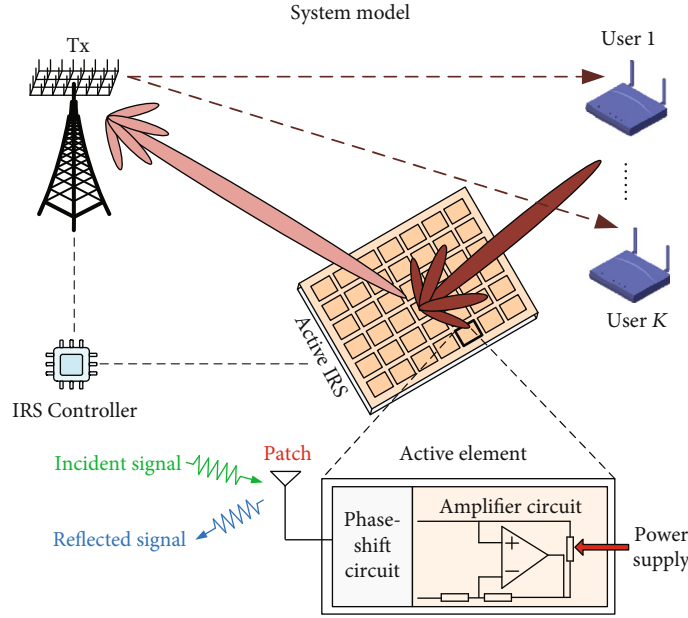 System model
Tx
User 1
User K
Active IRS
IRS Controller
Incident signal
Patch
Active element
Reflected signal
Phase-
shift
circuit
Amplifier circuit
+
−
Power
supply